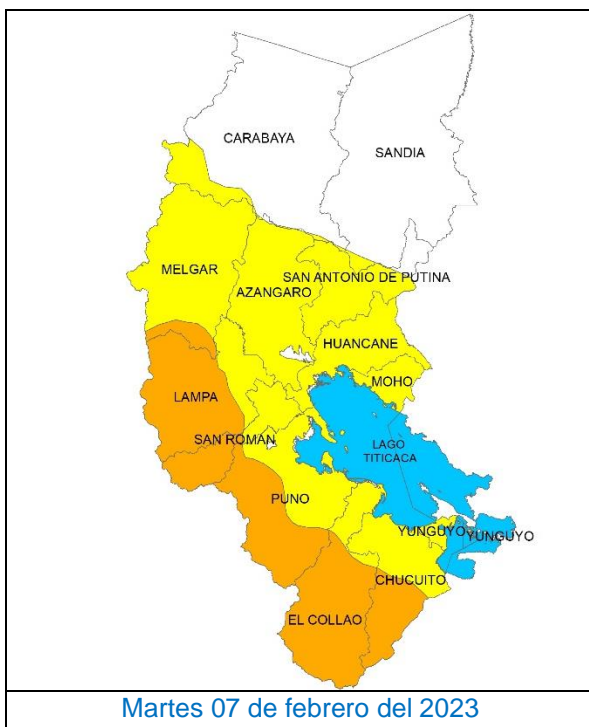 CARABAYA
SANDIA
MELGAR
SAN ANTONIO DE PUTINA
AZANGARO
HUANCANE
MOHO
LAMPA
SAN ROMÁN
LAGO
TITICACA
PUNO
YUNGUYO
YUNGUYO
CHUCUITO
EL COLLAO
Martes 07 de febrero del 2023